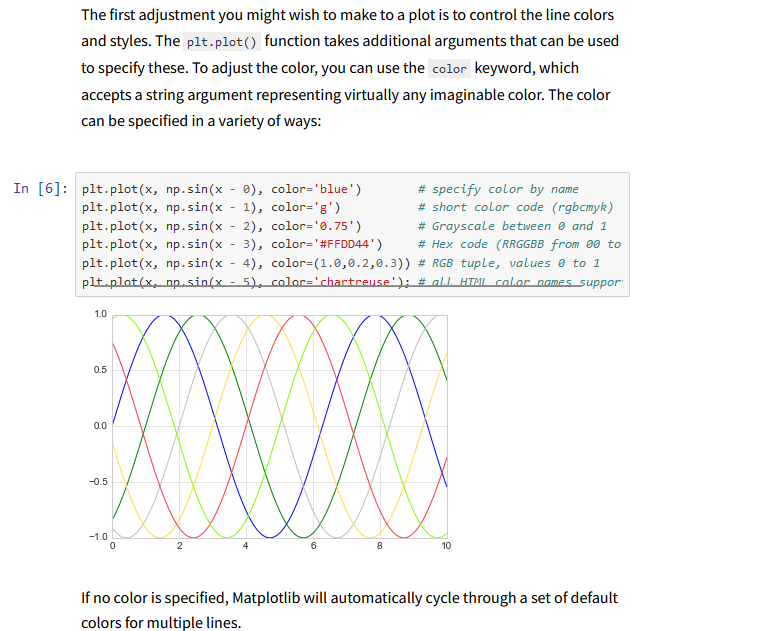 The first adjustment you might wish to make to a plot is to control the line colors
and styles. The plt.plot() function takes additional arguments that can be used
to specify these. To adjust the color, you can use the color keyword, which
accepts a string argument representing virtually any imaginable color. The color
can be specified in a variety of ways:
In [6]: plt.plot(x, np.sin(x - 0), color='blue')        # specify color by name
plt.plot(x, np.sin(x - 1), color='g')           # short color code (rgbcmyk)
plt.plot(x, np.sin(x - 2), color='0.75')        # Grayscale between 0 and 1
plt.plot(x, np.sin(x - 3), color='#FFDD44')     # Hex code (RRGGBB from 00 to
plt.plot(x, np.sin(x - 4), color=(1.0,0.2,0.3)) # RGB tuple, values 0 to 1
plt.plot(x, np.sin(x - 5), color='chartreuse'); # all HTML color names suppor
1.0
0.5
0.0
−0.5
−1.0
0 2 4 6 8 10
If no color is specified, Matplotlib will automatically cycle through a set of default
colors for multiple lines.